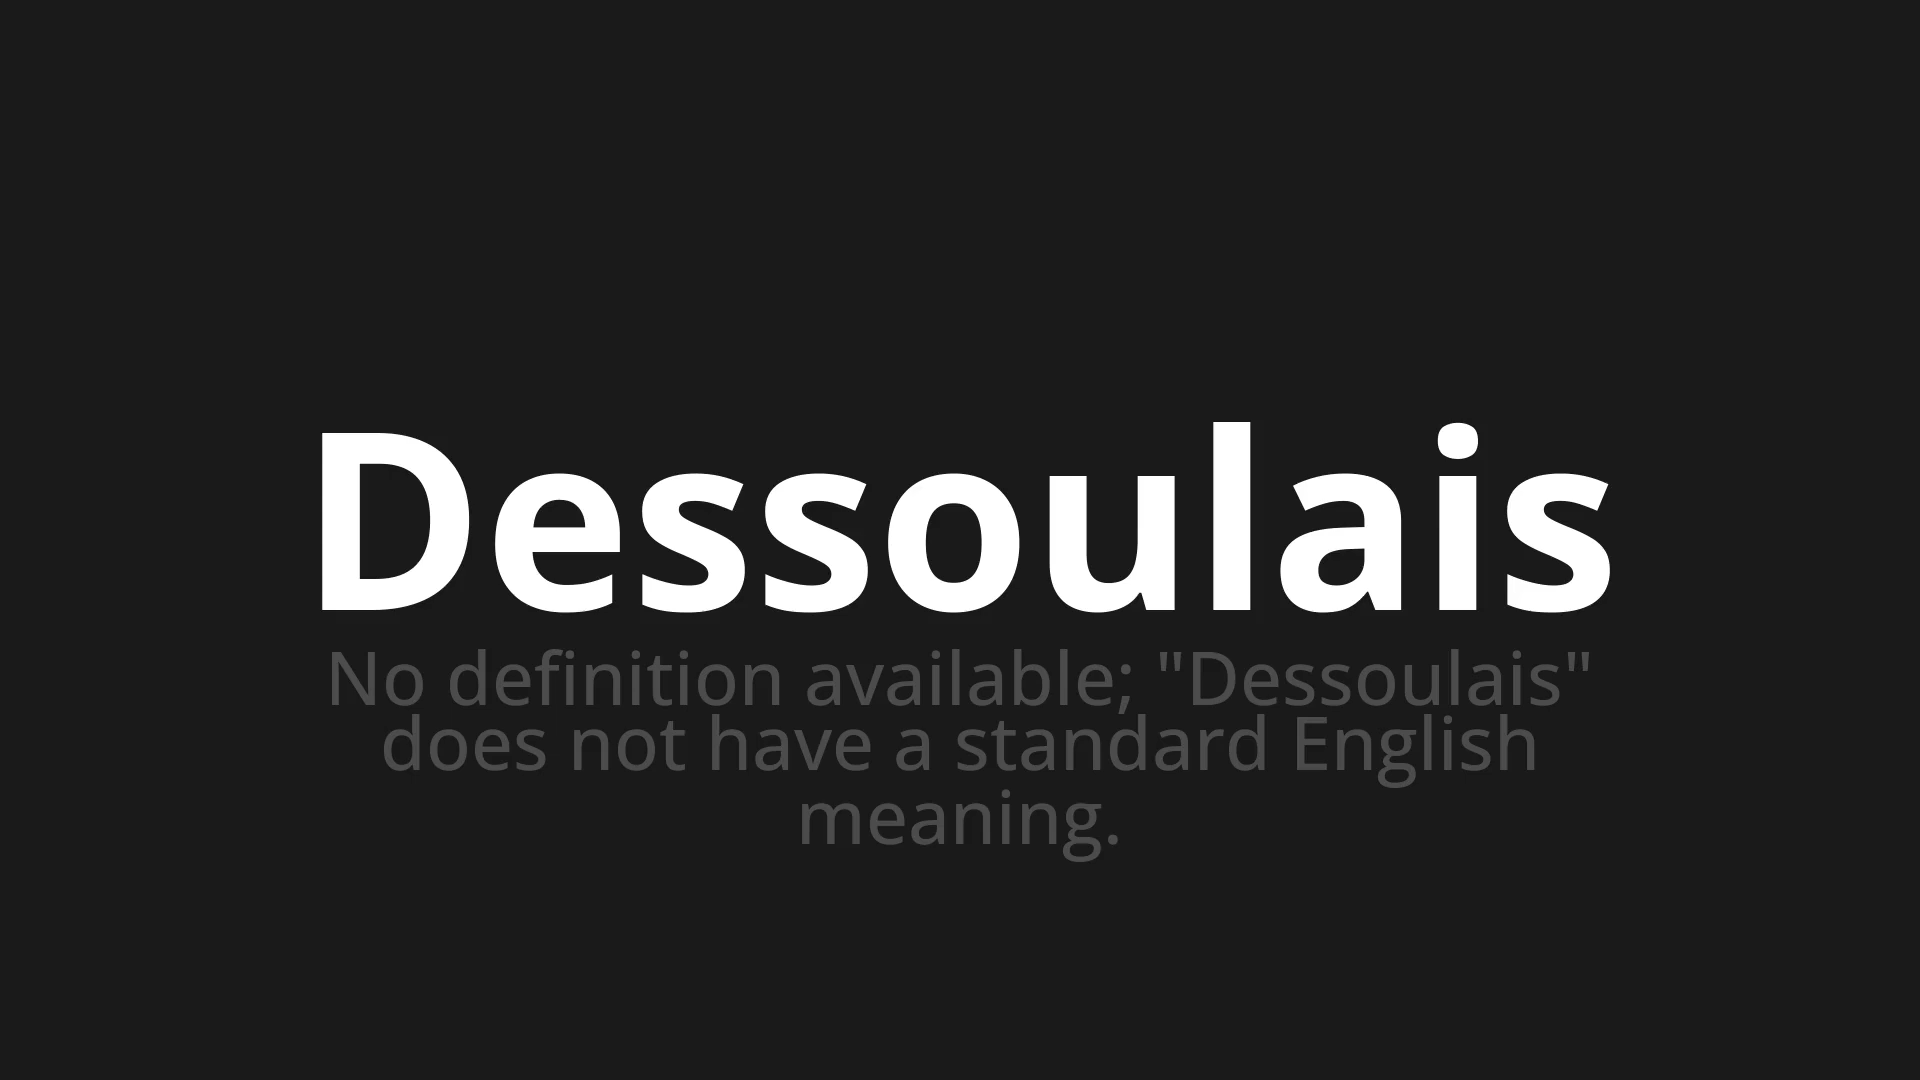 Dessoulais
No definition available; "Dessoulais"
does not have a standard English
meaning.